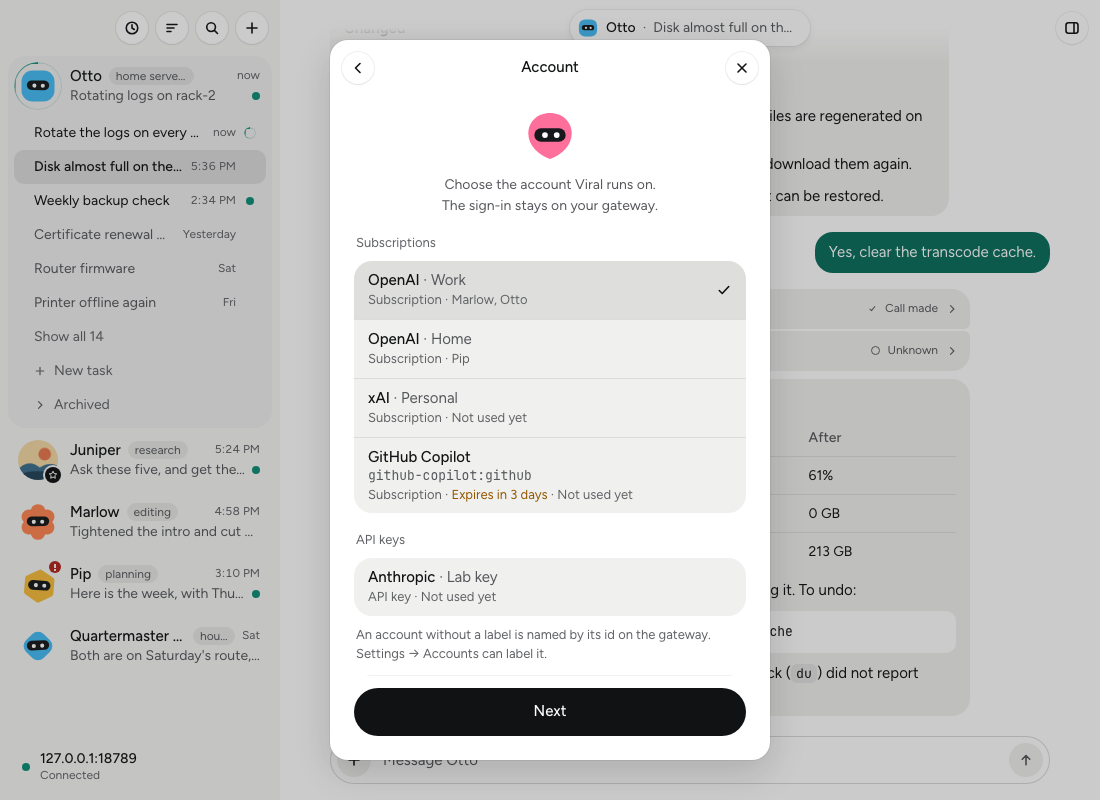 Otto home serve... now
Rotating logs on rack-2
Rotate the logs on every ... now
Disk almost full on the... 5:36 PM
Weekly backup check 2:34 PM
Certificate renewal ... Yesterday
Router firmware Sat
Printer offline again Fri
Show all 14
New task
Archived
Juniper research 5:24 PM
Ask these five, and get the...
Marlow editing 4:58 PM
Tightened the intro and cut ...
Pip planning 3:10 PM
Here is the week, with Thu...
Quartermaster ... hou... Sat
Both are on Saturday's route,...
127.0.0.1:18789
Connected
Changed
Otto · Disk almost full on th...
Account
Choose the account Viral runs on.
The sign-in stays on your gateway.
Subscriptions
OpenAI · Work
Subscription · Marlow, Otto
OpenAI · Home
Subscription · Pip
xAI · Personal
Subscription · Not used yet
GitHub Copilot
github-copilot:github
Subscription · Expires in 3 days · Not used yet
API keys
Anthropic · Lab key
API key · Not used yet
An account without a label is named by its id on the gateway.
Settings → Accounts can label it.
Next
files are regenerated on
download them again.
can be restored.
Yes, clear the transcode cache.
Call made
Unknown
After
61%
0 GB
213 GB
it. To undo:
(du) did not report
Message Otto